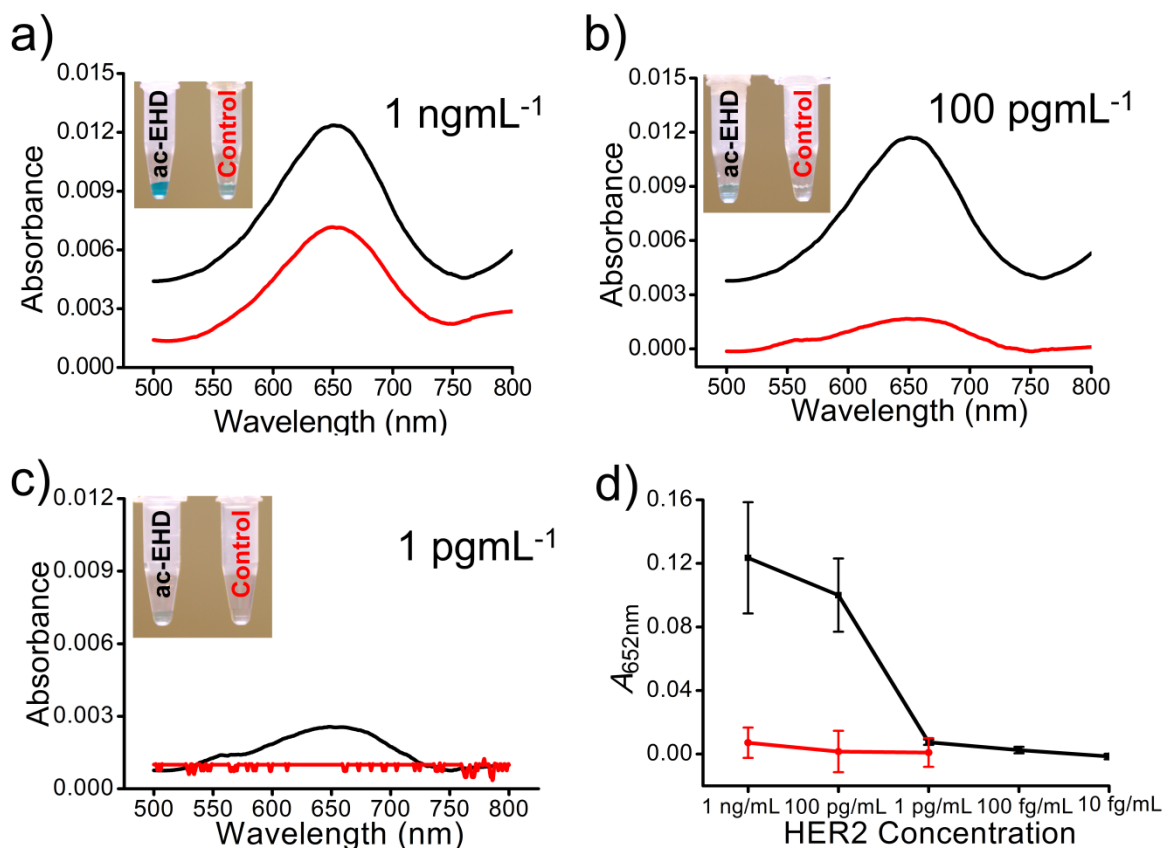 a)
0.015
0.012
0.009
0.006
0.003
0.000
Absorbance
ac-EHD
Control
1 ngmL-1
500 550 600 650 700 750 800
Wavelength (nm)
b)
0.015
0.012
0.009
0.006
0.003
0.000
Absorbance
ac-EHD
Control
100 pgmL-1
500 550 600 650 700 750 800
Wavelength (nm)
c)
0.012
0.009
0.006
0.003
0.000
Absorbance
ac-EHD
Control
1 pgmL-1
500 550 600 650 700 750 800
Wavelength (nm)
d)
0.16
0.12
0.08
0.04
0.00
A652nm
1 ng/mL 100 pg/mL 1 pg/mL 100 fg/mL 10 fg/mL
HER2 Concentration